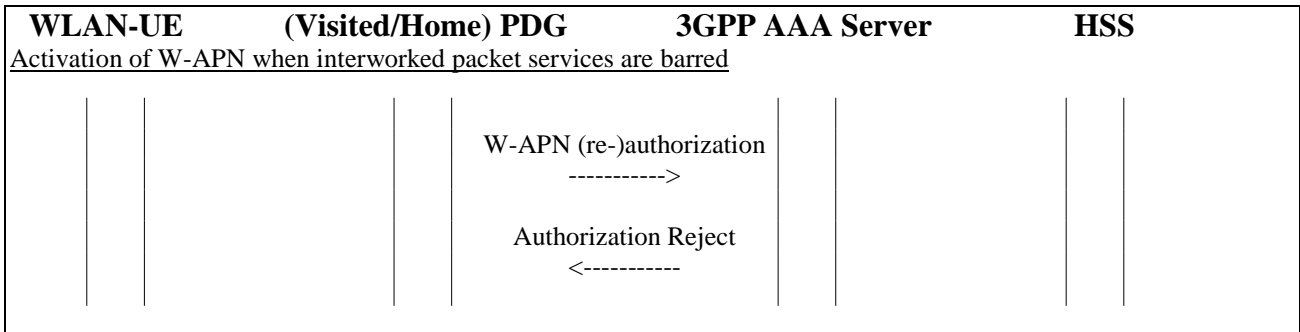 WLAN-UE (Visited/Home) PDG 3GPP AAA Server HSS
Activation of W-APN when interworked packet services are barred
W-APN (re-)authorization
----------->
Authorization Reject
<-----------